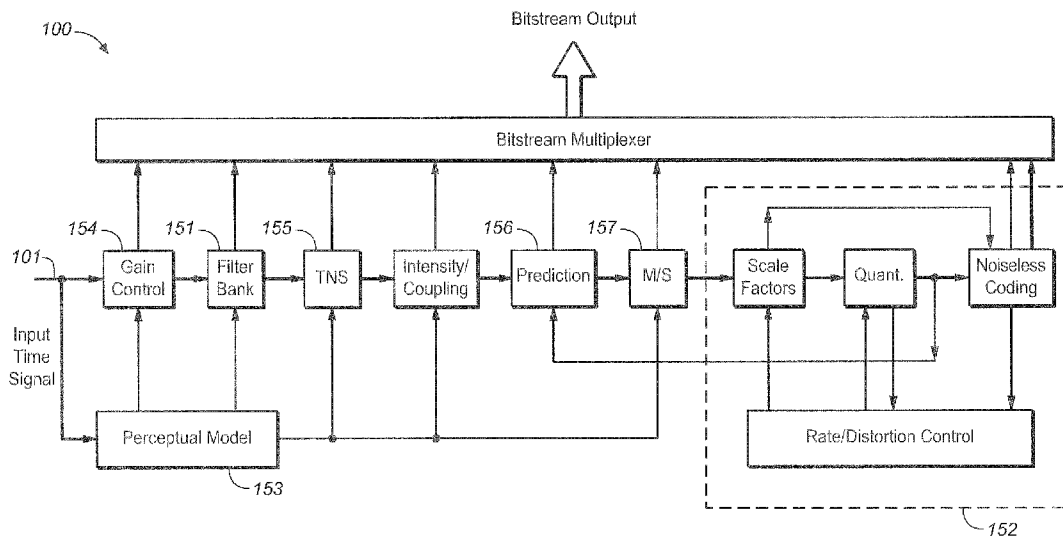 Bitstream Output
100
Bitstream Multiplexer
154
151
155
156
157
101
Gain
Control
Filter
Bank
TNS
Intensity/
Coupling
Prediction
M/S
Scale
Factors
Quant.
Noiseless
Coding
Input
Time
Signal
Perceptual Model
Rate/Distortion Control
153
152